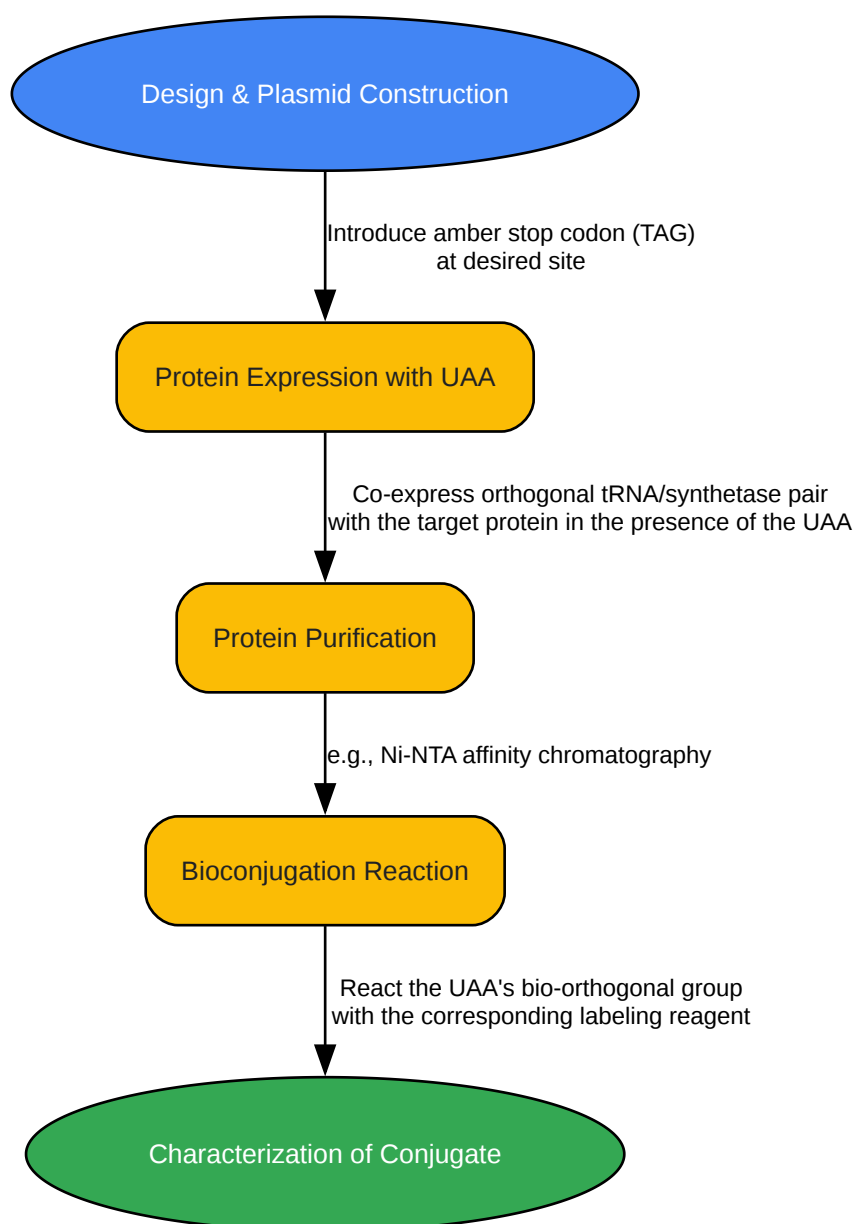 Design & Plasmid Construction
Introduce amber stop codon (TAG)
at desired site
Protein Expression with UAA
Co-express orthogonal tRNA/synthetase pair
with the target protein in the presence of the UAA
Protein Purification
e.g., Ni-NTA affinity chromatography
Bioconjugation Reaction
React the UAA's bio-orthogonal group
with the corresponding labeling reagent
Characterization of Conjugate